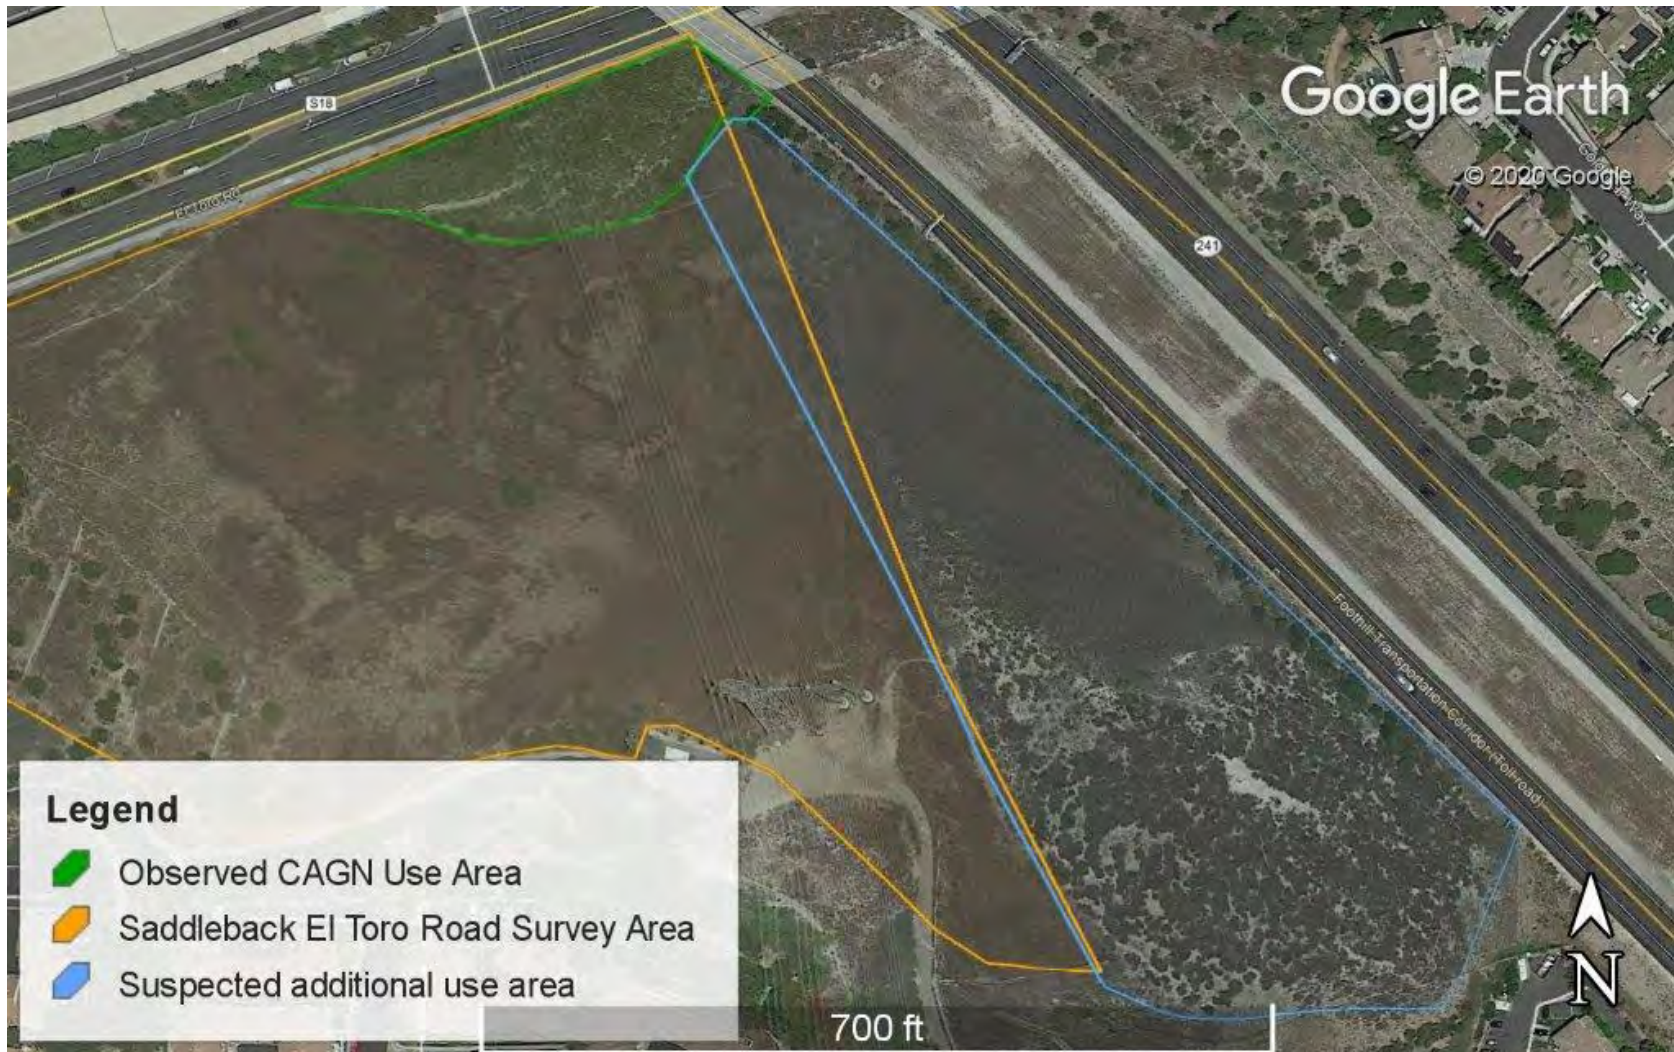 Google Earth
© 2020 Google
S18
El Toro Rd
241
Foothill Transportation Corridor (Toll road)
Legend
Observed CAGN Use Area
Saddleback El Toro Road Survey Area
Suspected additional use area
700 ft
N